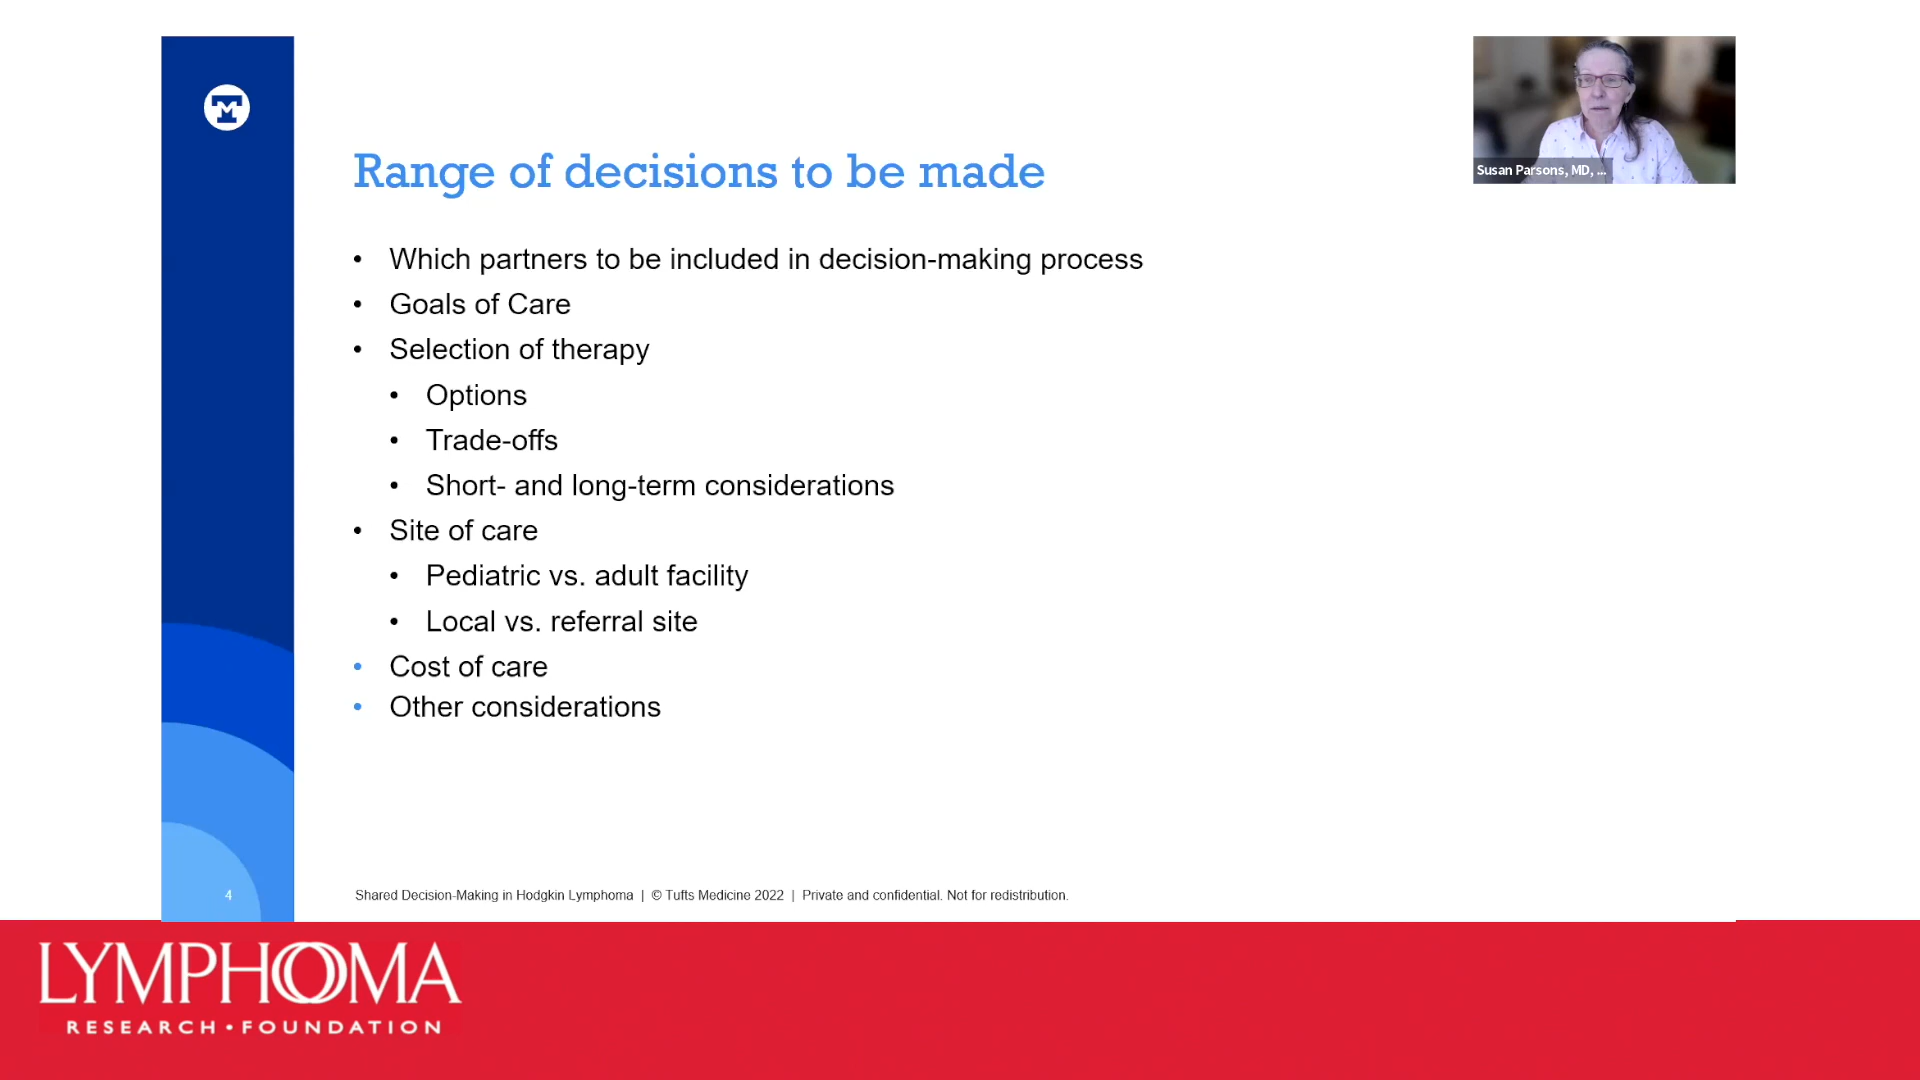 Range of decisions to be made
Susan Parsons, MD, ...
• Which partners to be included in decision-making process
• Goals of Care
• Selection of therapy
• Options
• Trade-offs
• Short- and long-term considerations
• Site of care
• Pediatric vs. adult facility
• Local vs. referral site
• Cost of care
• Other considerations
4
Shared Decision-Making in Hodgkin Lymphoma | © Tufts Medicine 2022 | Private and confidential. Not for redistribution.
LYMPHOMA
RESEARCH • FOUNDATION